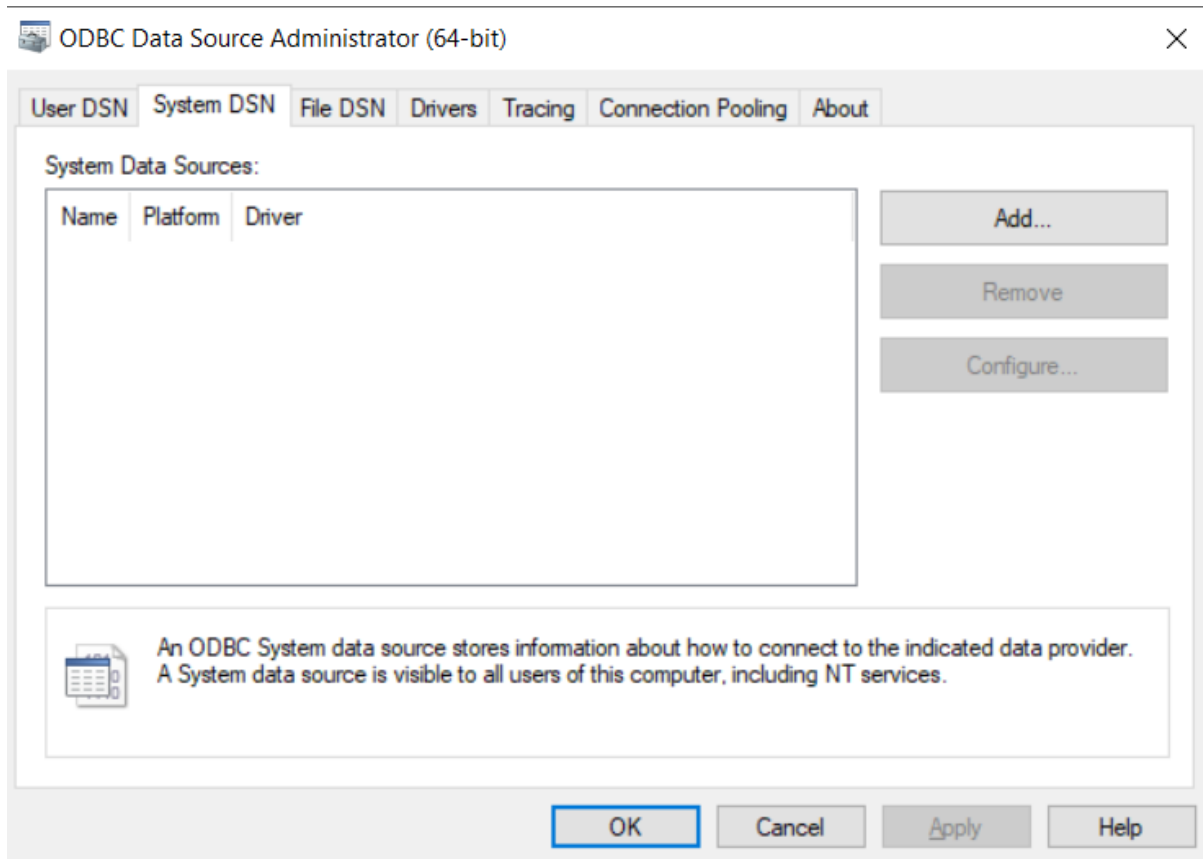 ODBC Data Source Administrator (64-bit)
User DSN System DSN File DSN Drivers Tracing Connection Pooling About
System Data Sources:
Name Platform Driver
Add...
Remove
Configure...
An ODBC System data source stores information about how to connect to the indicated data provider.
A System data source is visible to all users of this computer, including NT services.
OK Cancel Apply Help